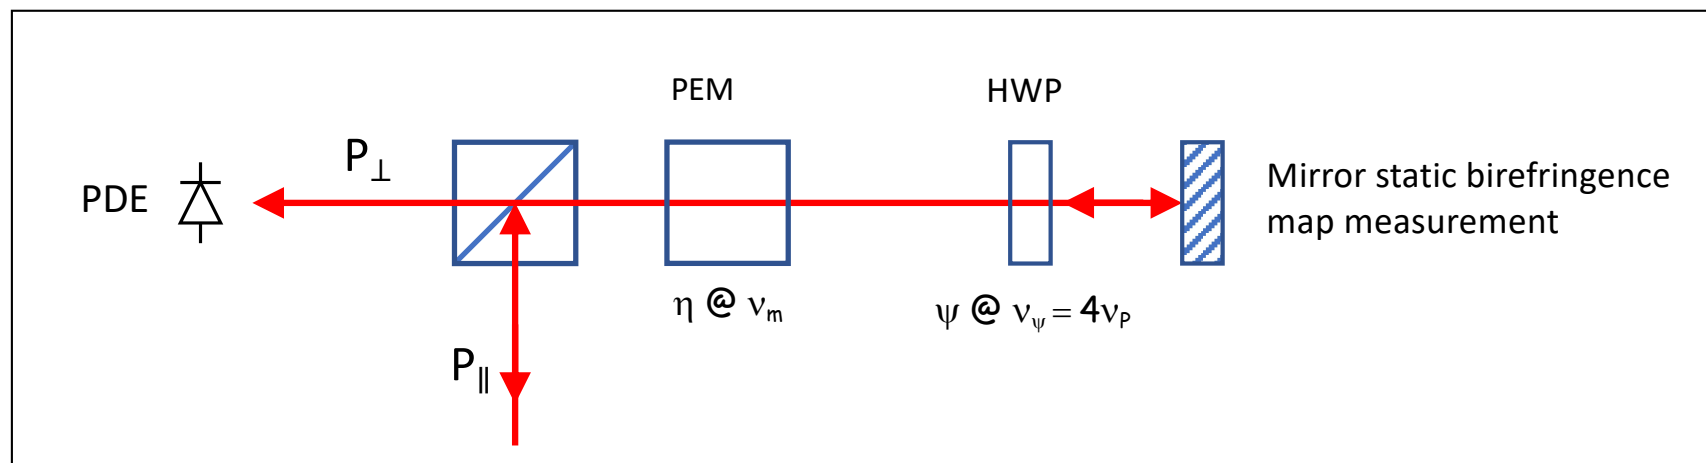 PEM
HWP
P⊥
PDE
Mirror static birefringence
map measurement
η @ νm
ψ @ νψ = 4νP
P∥